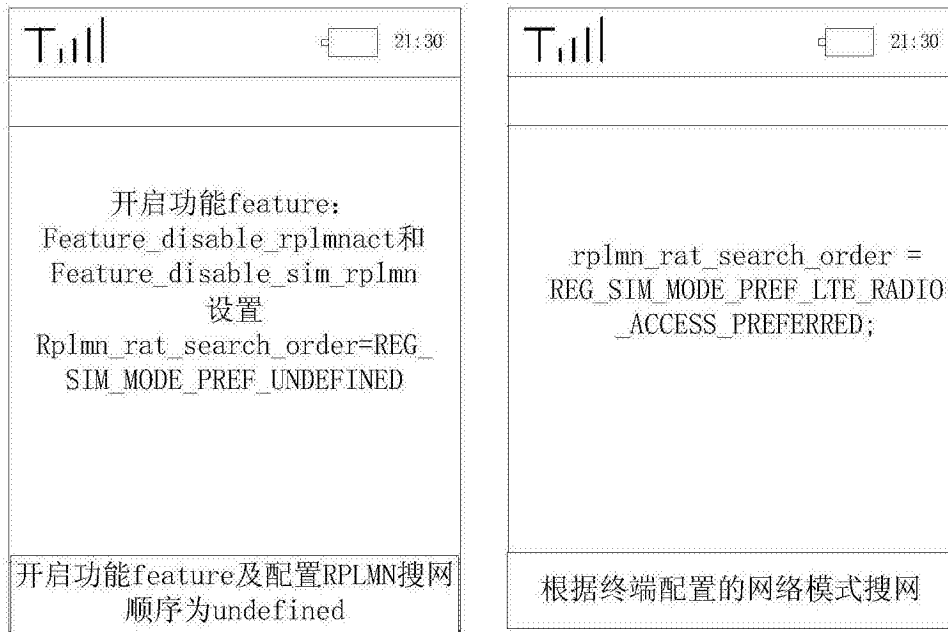 21:30
开启功能feature:
Feature_disable_rplmnact和
Feature_disable_sim_rplmn
设置
Rplmn_rat_search_order=REG_
SIM_MODE_PREF_UNDEFINED
开启功能feature及配置RPLMN搜网
顺序为undefined
21:30
rplmn_rat_search_order =
REG_SIM_MODE_PREF_LTE_RADIO
_ACCESS_PREFERRED;
根据终端配置的网络模式搜网